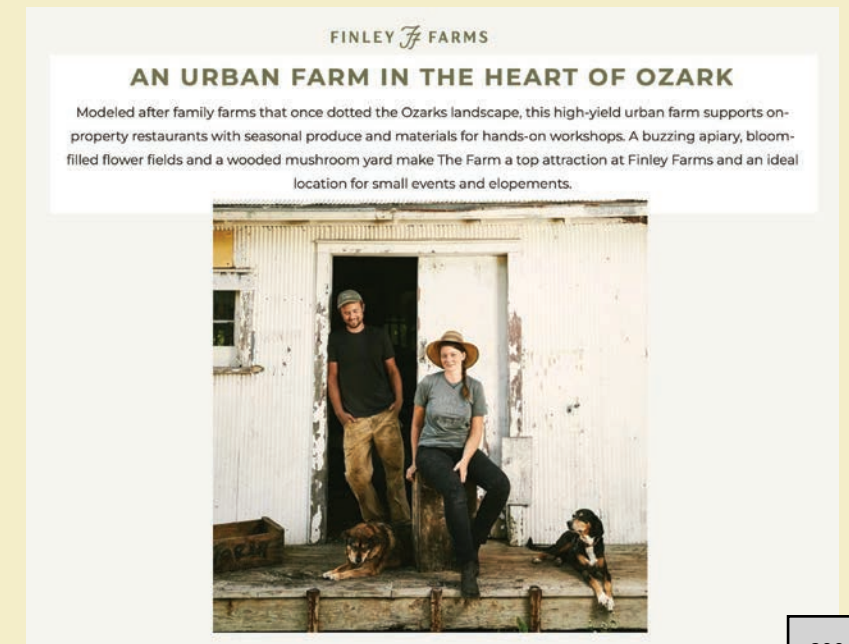 FINLEY FF FARMS
AN URBAN FARM IN THE HEART OF OZARK
Modeled after family farms that once dotted the Ozarks landscape, this high-yield urban farm supports on-
property restaurants with seasonal produce and materials for hands-on workshops. A buzzing apiary, bloom-
filled flower fields and a wooded mushroom yard make The Farm a top attraction at Finley Farms and an ideal
location for small events and elopements.